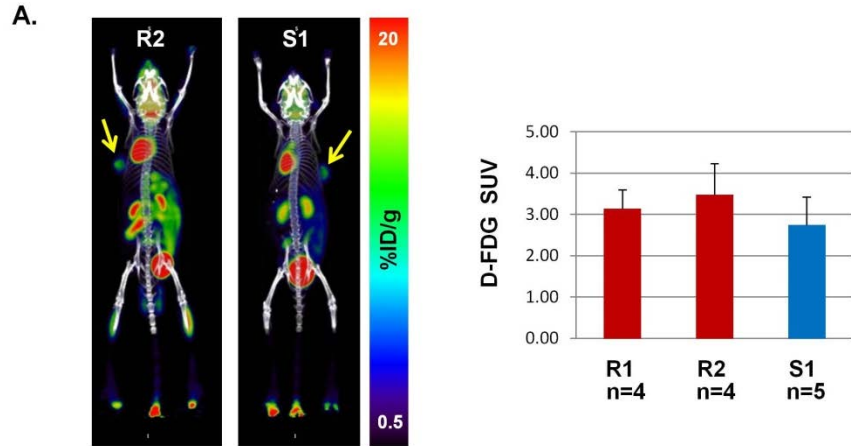 A.
R2
S1
20
%ID/g
0.5
D-FDG SUV
5.00
4.00
3.00
2.00
1.00
0.00
R1
n=4
R2
n=4
S1
n=5